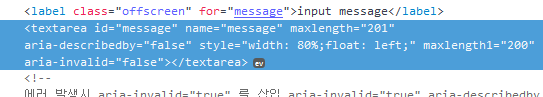 <label class="offscreen" for="message">input message</label>
<textarea id="message" name="message" maxlength="201"
aria-describedby="false" style="width: 80%;float: left;" maxlength1="200"
aria-invalid="false"></textarea> ev
<!--
에러 발생시 aria-invalid="true" 를 삽입 aria-invalid="true" aria-describedby